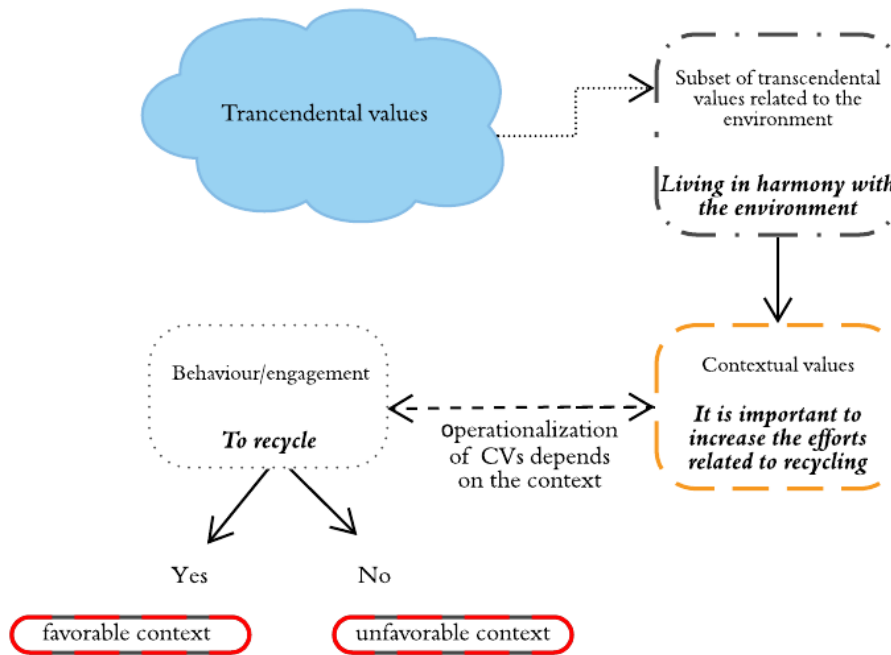 Trancendental values
Subset of transcendental
values related to the
environment
Living in harmony with
the environment
Contextual values
It is important to
increase the efforts
related to recycling
Behaviour/engagement
To recycle
operationalization
of CVs depends
on the context
Yes
No
favorable context
unfavorable context